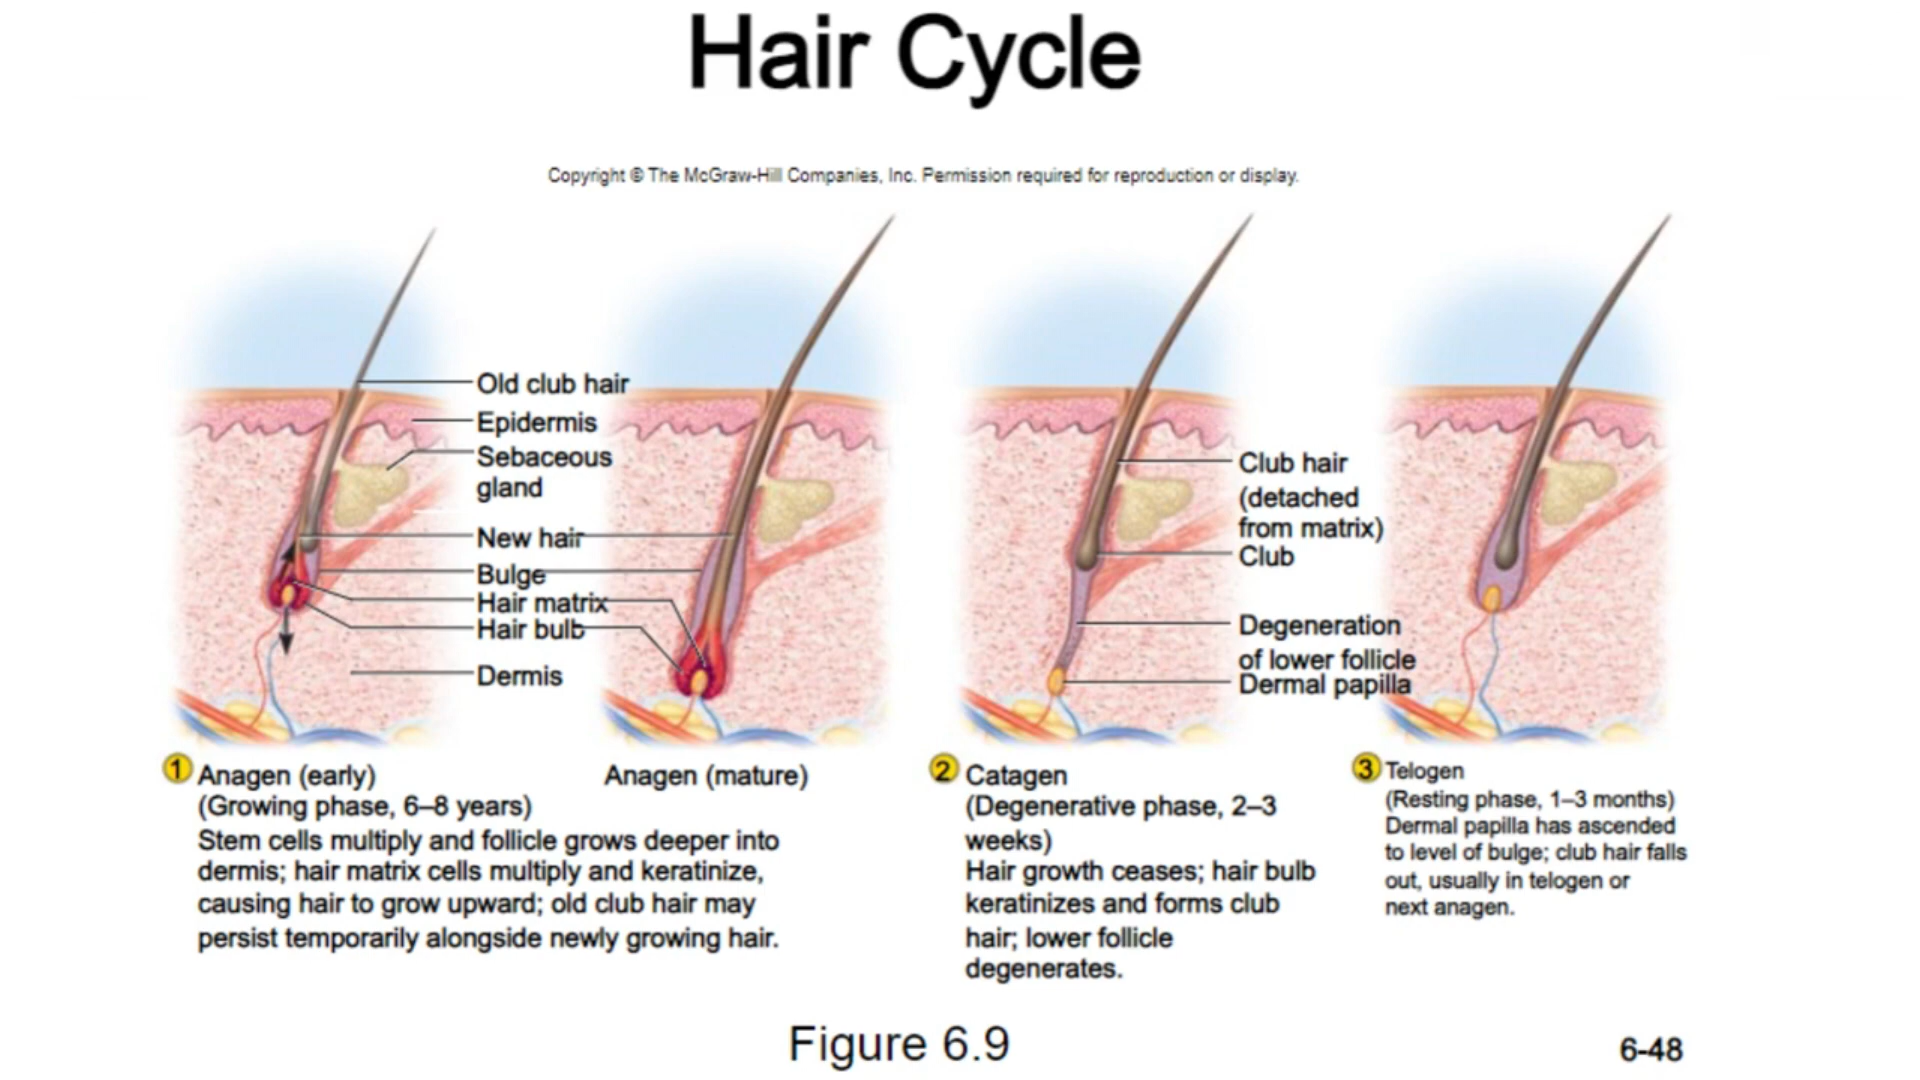 Hair Cycle
Copyright © The McGraw-Hill Companies, Inc. Permission required for reproduction or display.
Old club hair
Epidermis
Sebaceous
gland
New hair
Bulge
Hair matrix
Hair bulb
Dermis
Club hair
(detached
from matrix)
Club
Degeneration
of lower follicle
Dermal papilla
1 Anagen (early)
(Growing phase, 6–8 years)
Stem cells multiply and follicle grows deeper into
dermis; hair matrix cells multiply and keratinize,
causing hair to grow upward; old club hair may
persist temporarily alongside newly growing hair.
Anagen (mature)
2 Catagen
(Degenerative phase, 2–3
weeks)
Hair growth ceases; hair bulb
keratinizes and forms club
hair; lower follicle
degenerates.
3 Telogen
(Resting phase, 1–3 months)
Dermal papilla has ascended
to level of bulge; club hair falls
out, usually in telogen or
next anagen.
Figure 6.9
6-48